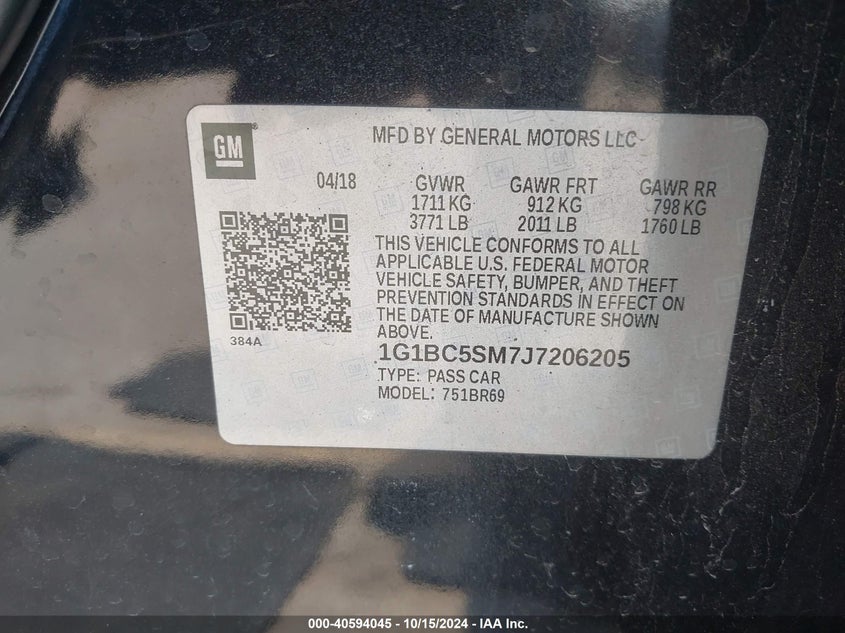 GM
MFD BY GENERAL MOTORS LLC
04/18 GVWR GAWR FRT GAWR RR
1711 KG 912 KG 798 KG
3771 LB 2011 LB 1760 LB
THIS VEHICLE CONFORMS TO ALL
APPLICABLE U.S. FEDERAL MOTOR
VEHICLE SAFETY, BUMPER, AND THEFT
PREVENTION STANDARDS IN EFFECT ON
THE DATE OF MANUFACTURE SHOWN
ABOVE.
384A
1G1BC5SM7J7206205
TYPE: PASS CAR
MODEL: 751BR69
000-40594045 - 10/15/2024 - IAAI Inc.